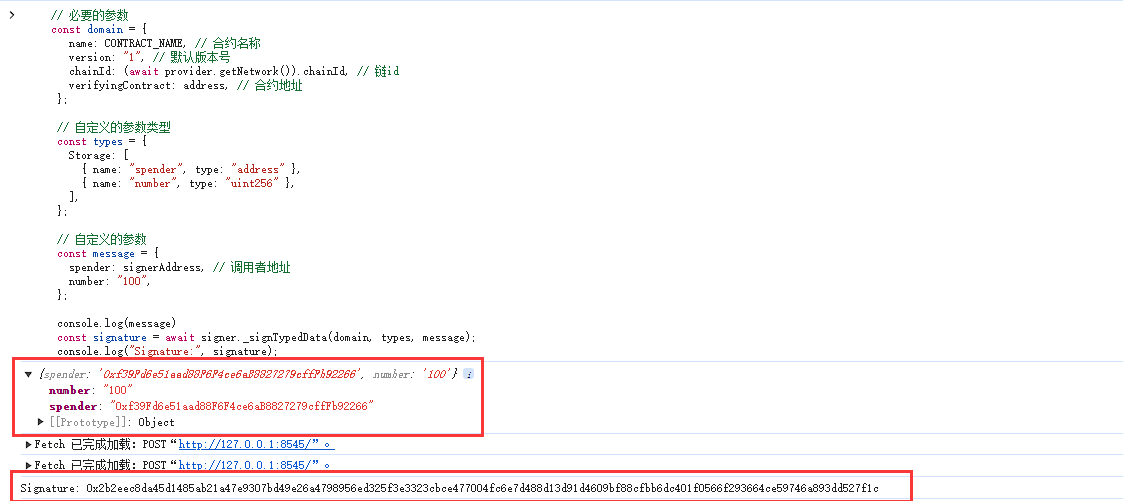 // 必要的参数
const domain = {
name: CONTRACT_NAME, // 合约名称
version: "1", // 默认版本号
chainId: (await provider.getNetwork()).chainId, // 链id
verifyingContract: address, // 合约地址
};
// 自定义的参数类型
const types = {
Storage: [
{ name: "spender", type: "address" },
{ name: "number", type: "uint256" },
],
};
// 自定义的参数
const message = {
spender: signerAddress, // 调用者地址
number: "100",
};
console.log(message)
const signature = await signer._signTypedData(domain, types, message);
console.log("Signature:", signature);
{spender: '0xf39Fd6e51aad88F6F4ce6aB8827279cffFb92266', number: '100'}
number: "100"
spender: "0xf39Fd6e51aad88F6F4ce6aB8827279cffFb92266"
[[Prototype]]: Object
Fetch 已完成加载：POST“http://127.0.0.1:8545/”。
Fetch 已完成加载：POST“http://127.0.0.1:8545/”。
Signature: 0x2b2eec8da45d1485ab21a47e9307bd49e26a4798956ed325f3e3323cbce477004fc6e7d488d13d91d4609bf88cfbb6dc401f0566f293664ce59746a893dd527f1c